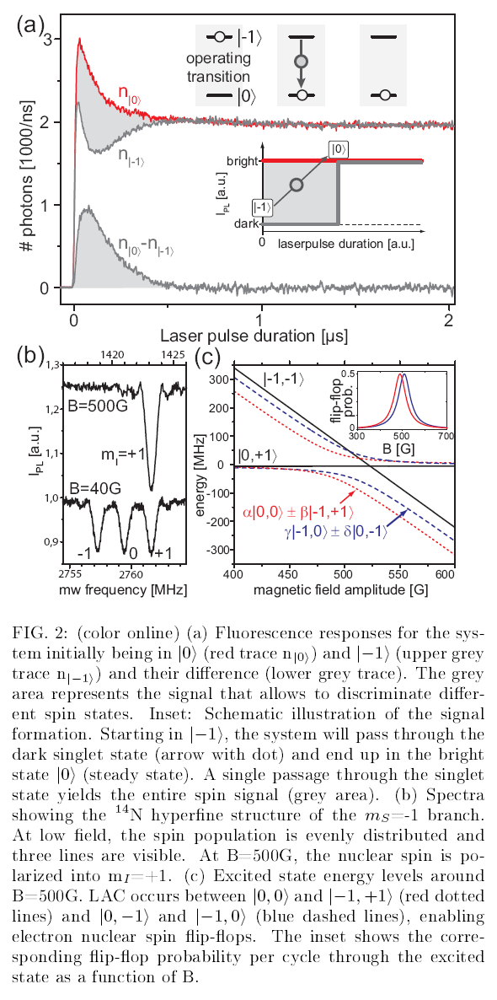 (a)
3
2
1
0
# photons [1000/ns]
n|0⟩
n|-1⟩
n|0⟩-n|-1⟩
|-1⟩
operating
transition
|0⟩
bright
dark
I_PL [a.u.]
|0⟩
|-1⟩
0
laserpulse duration [a.u.]
0
1
2
Laser pulse duration [µs]
(b)
1420
1425
1,3
1,2
1,1
1,0
0,9
I_PL [a.u.]
B=500G
m_I=+1
B=40G
-1
0
+1
2755
2760
mw frequency [MHz]
(c)
300
200
100
0
-100
-200
-300
energy [MHz]
|-1,-1⟩
|0,+1⟩
α|0,0⟩ ± β|-1,+1⟩
γ|-1,0⟩ ± δ|0,-1⟩
0.5
0
flip-flop
prob.
300
500
700
B [G]
400
450
500
550
600
magnetic field amplitude [G]
FIG. 2: (color online) (a) Fluorescence responses for the sys-
tem initially being in |0⟩ (red trace n|0⟩) and |−1⟩ (upper grey
trace n|−1⟩) and their difference (lower grey trace). The grey
area represents the signal that allows to discriminate differ-
ent spin states. Inset: Schematic illustration of the signal
formation. Starting in |−1⟩, the system will pass through the
dark singlet state (arrow with dot) and end up in the bright
state |0⟩ (steady state). A single passage through the singlet
state yields the entire spin signal (grey area). (b) Spectra
showing the ¹⁴N hyperfine structure of the m_S=-1 branch.
At low field, the spin population is evenly distributed and
three lines are visible. At B=500G, the nuclear spin is po-
larized into m_I=+1. (c) Excited state energy levels around
B=500G. LAC occurs between |0, 0⟩ and |−1, +1⟩ (red dotted
lines) and |0, −1⟩ and |−1, 0⟩ (blue dashed lines), enabling
electron nuclear spin flip-flops. The inset shows the corre-
sponding flip-flop probability per cycle through the excited
state as a function of B.